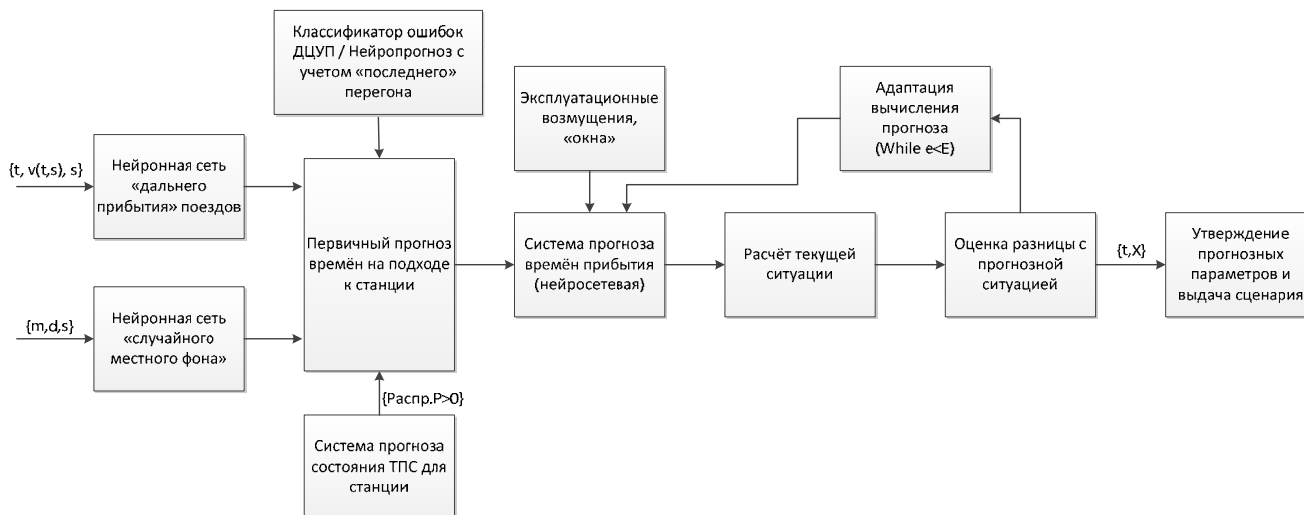 Классификатор ошибок
ДЦУП / Нейропрогноз с
учетом «последнего»
перегона
Эксплуатационные
возмущения,
«окна»
Адаптация
вычисления
прогноза
(While e<E)
{t, v(t,s), s}
Нейронная сеть
«дальнего
прибытия» поездов
Первичный прогноз
времён на подходе
к станции
Система прогноза
времён прибытия
(нейросетевая)
Расчёт текущей
ситуации
Оценка разницы с
прогнозной
ситуацией
{t,X}
Утверждение
прогнозных
параметров и
выдача сценария
{m,d,s}
Нейронная сеть
«случайного
местного фона»
{Распр.P>0}
Система прогноза
состояния ТПС для
станции